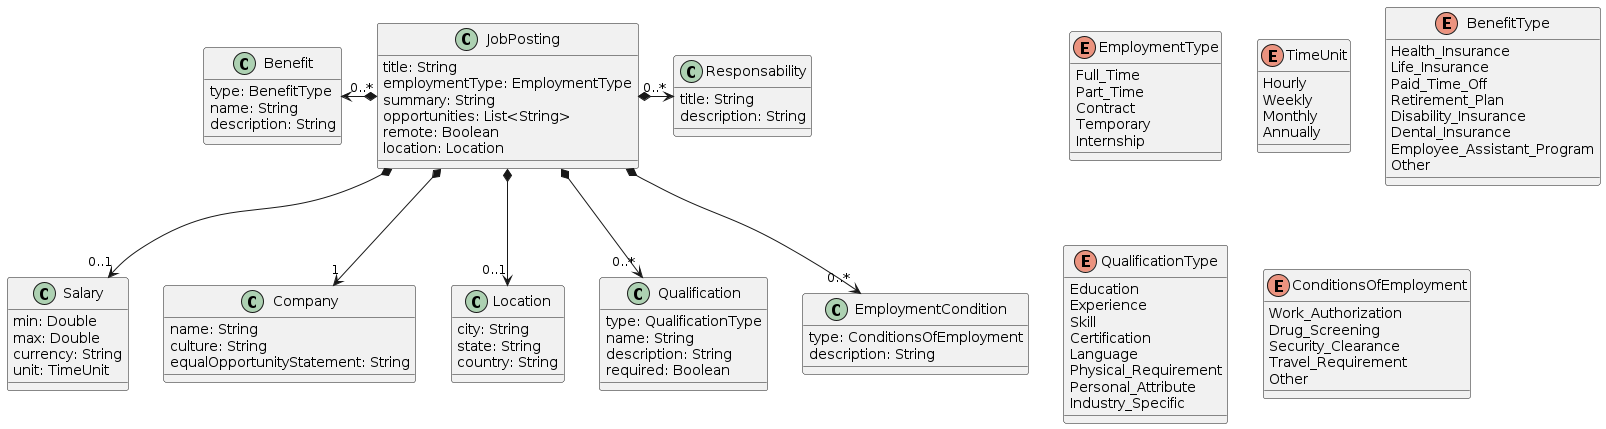 C Benefit
type: BenefitType
name: String
description: String
C JobPosting
title: String
employmentType: EmploymentType
summary: String
opportunities: List<String>
remote: Boolean
location: Location
C Responsability
title: String
description: String
0..*
0..*
E EmploymentType
Full_Time
Part_Time
Contract
Temporary
Internship
E TimeUnit
Hourly
Weekly
Monthly
Annually
E BenefitType
Health_Insurance
Life_Insurance
Paid_Time_Off
Retirement_Plan
Disability_Insurance
Dental_Insurance
Employee_Assistant_Program
Other
0..1
1
0..1
0..*
0..*
C Salary
min: Double
max: Double
currency: String
unit: TimeUnit
C Company
name: String
culture: String
equalOpportunityStatement: String
C Location
city: String
state: String
country: String
C Qualification
type: QualificationType
name: String
description: String
required: Boolean
C EmploymentCondition
type: ConditionsOfEmployment
description: String
E QualificationType
Education
Experience
Skill
Certification
Language
Physical_Requirement
Personal_Attribute
Industry_Specific
E ConditionsOfEmployment
Work_Authorization
Drug_Screening
Security_Clearance
Travel_Requirement
Other